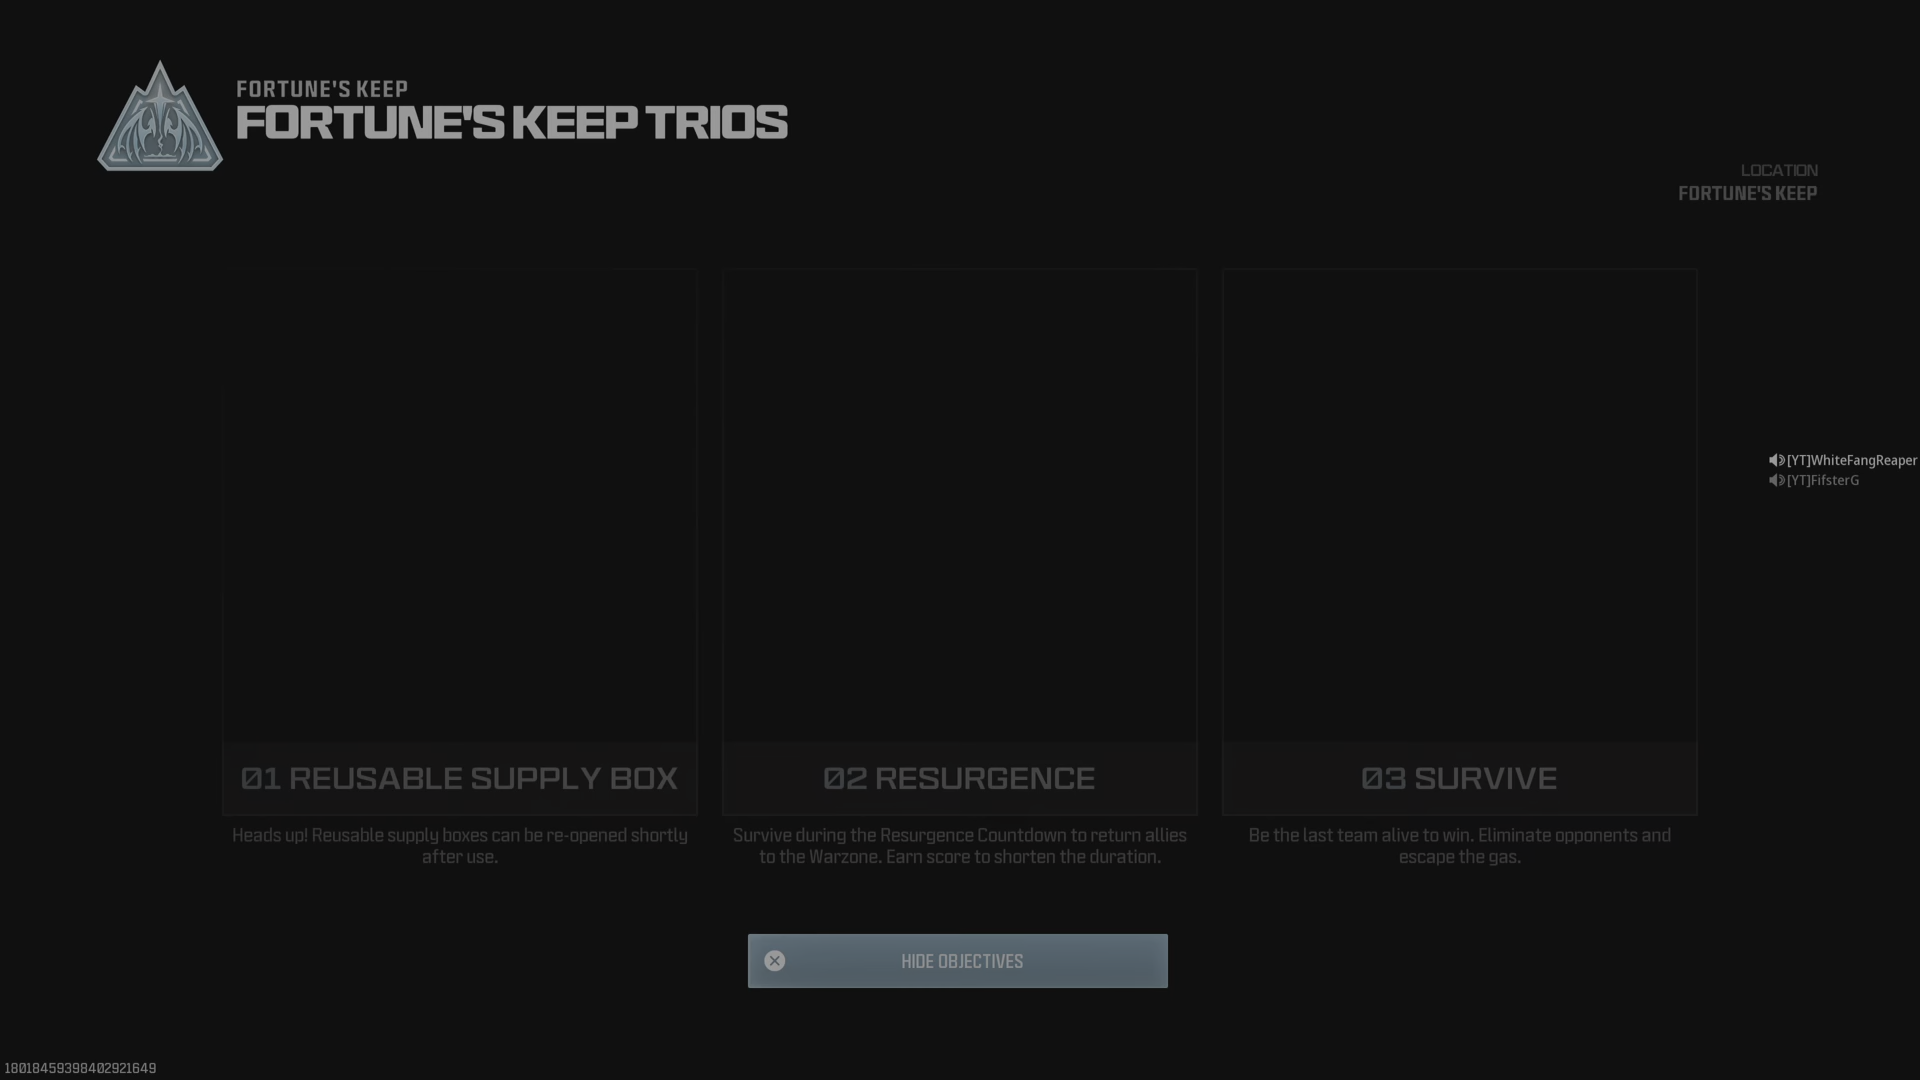 FORTUNE'S KEEP
FORTUNE'S KEEP TRIOS
LOCATION
FORTUNE'S KEEP
[YT]WhiteFangReaper
[YT]FifsterG
01 REUSABLE SUPPLY BOX
Heads up! Reusable supply boxes can be re-opened shortly
after use.
02 RESURGENCE
Survive during the Resurgence Countdown to return allies
to the Warzone. Earn score to shorten the duration.
03 SURVIVE
Be the last team alive to win. Eliminate opponents and
escape the gas.
HIDE OBJECTIVES
18018459398402921649